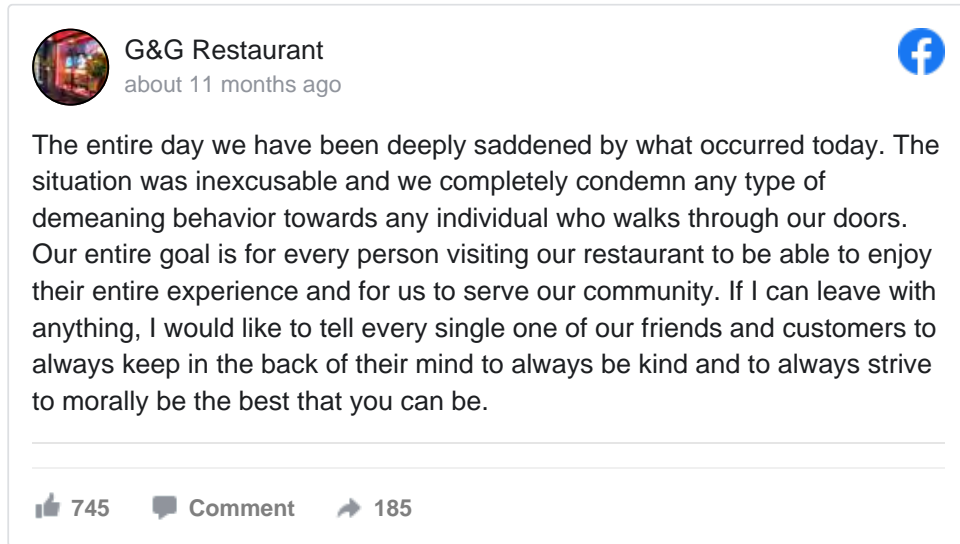 G&G Restaurant
about 11 months ago
The entire day we have been deeply saddened by what occurred today. The
situation was inexcusable and we completely condemn any type of
demeaning behavior towards any individual who walks through our doors.
Our entire goal is for every person visiting our restaurant to be able to enjoy
their entire experience and for us to serve our community. If I can leave with
anything, I would like to tell every single one of our friends and customers to
always keep in the back of their mind to always be kind and to always strive
to morally be the best that you can be.
745 Comment 185